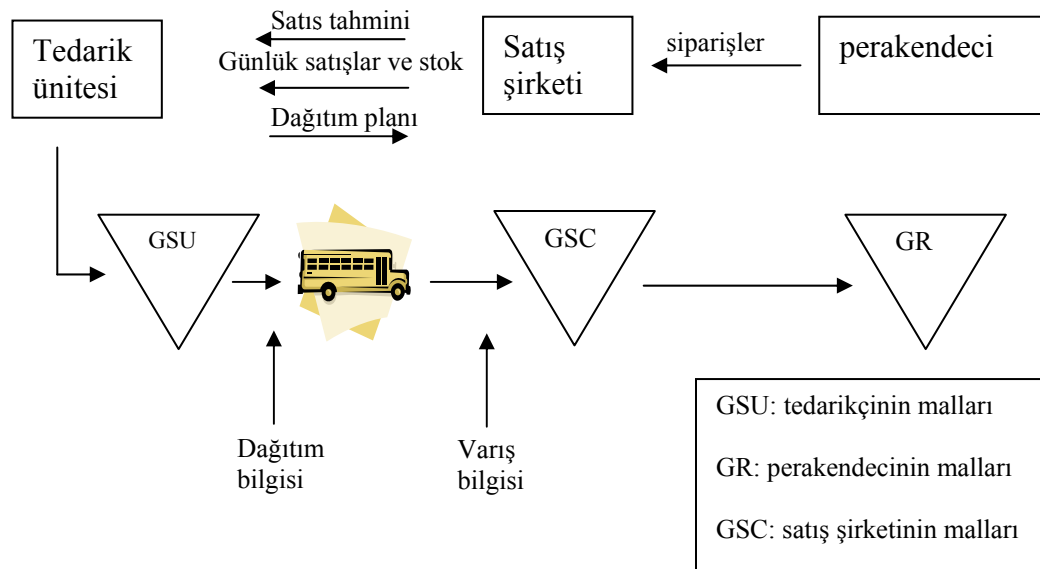 Tedarik
ünitesi
Satıs tahmini
Günlük satışlar ve stok
Dağıtım planı
Satış
şirketi
siparişler
perakendeci
GSU
GSC
GR
Dağıtım
bilgisi
Varış
bilgisi
GSU: tedarikçinin malları
GR: perakendecinin malları
GSC: satış şirketinin malları